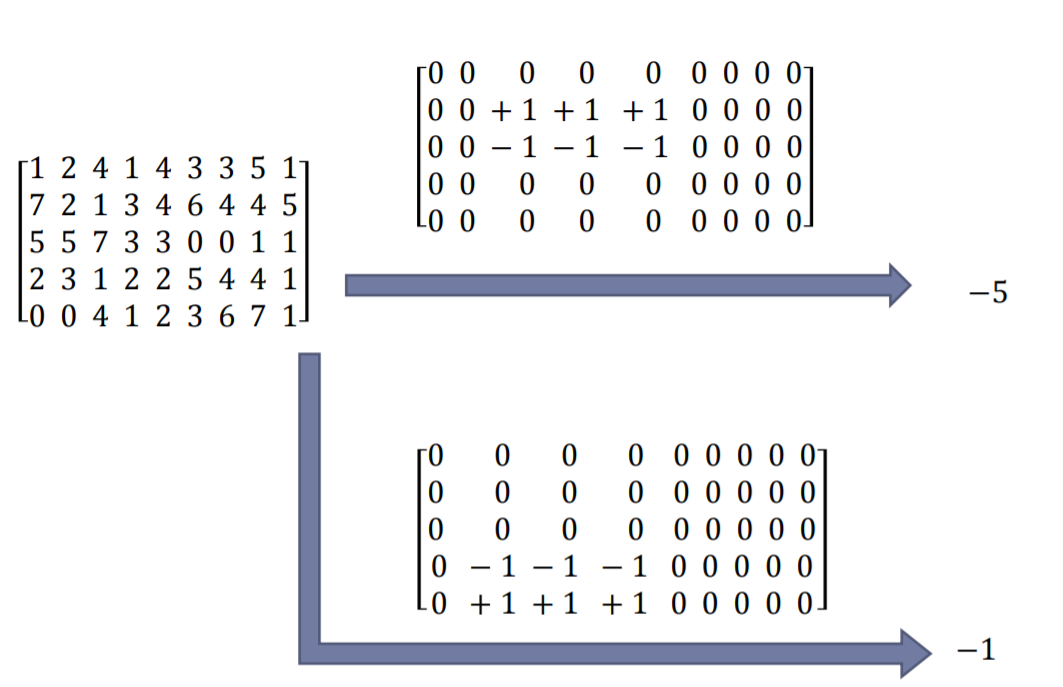 0 0 0 0 0 0 0 0 0
0 0 + 1 + 1 + 1 0 0 0 0
0 0 − 1 − 1 − 1 0 0 0 0
0 0 0 0 0 0 0 0 0
0 0 0 0 0 0 0 0 0
1 2 4 1 4 3 3 5 1
7 2 1 3 4 6 4 4 5
5 5 7 3 3 0 0 1 1
2 3 1 2 2 5 4 4 1
0 0 4 1 2 3 6 7 1
−5
0 0 0 0 0 0 0 0 0
0 0 0 0 0 0 0 0 0
0 0 0 0 0 0 0 0 0
0 − 1 − 1 − 1 0 0 0 0 0
0 + 1 + 1 + 1 0 0 0 0 0
−1